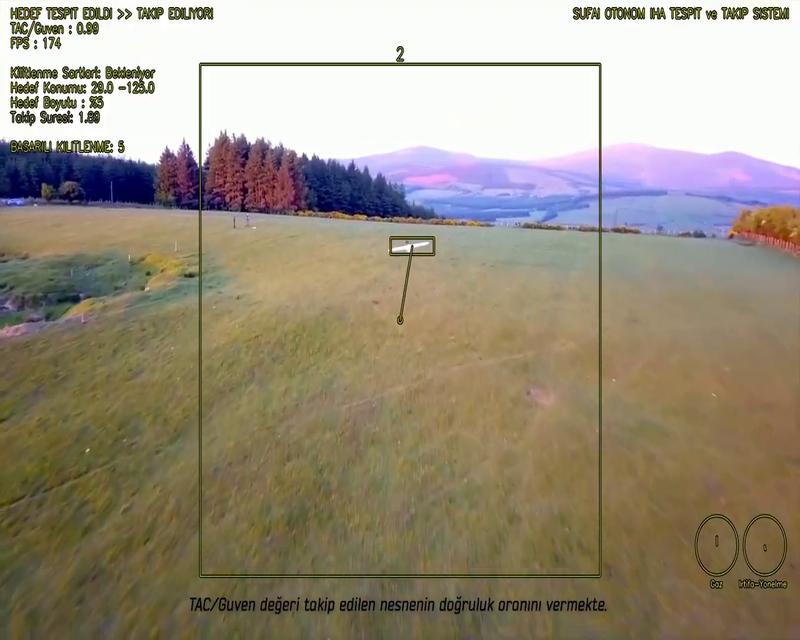 HEDEF TESPIT EDILDI >> TAKIP EDILIYOR!
SUFAI OTONOM IHA TESPIT ve TAKIP SISTEMI
TAC/Guven : 0.99
FPS : 174
Kilitlenme Sartlari: Bekleniyor
Hedef Konumu: 29.0 -125.0
Hedef Boyutu : %5
Takip Suresi: 1.69
BASARILI KILITLENME: 5
2
Gaz
Irtifa-Yonelme
TAC/Guven değeri takip edilen nesnenin doğruluk oranını vermekte.